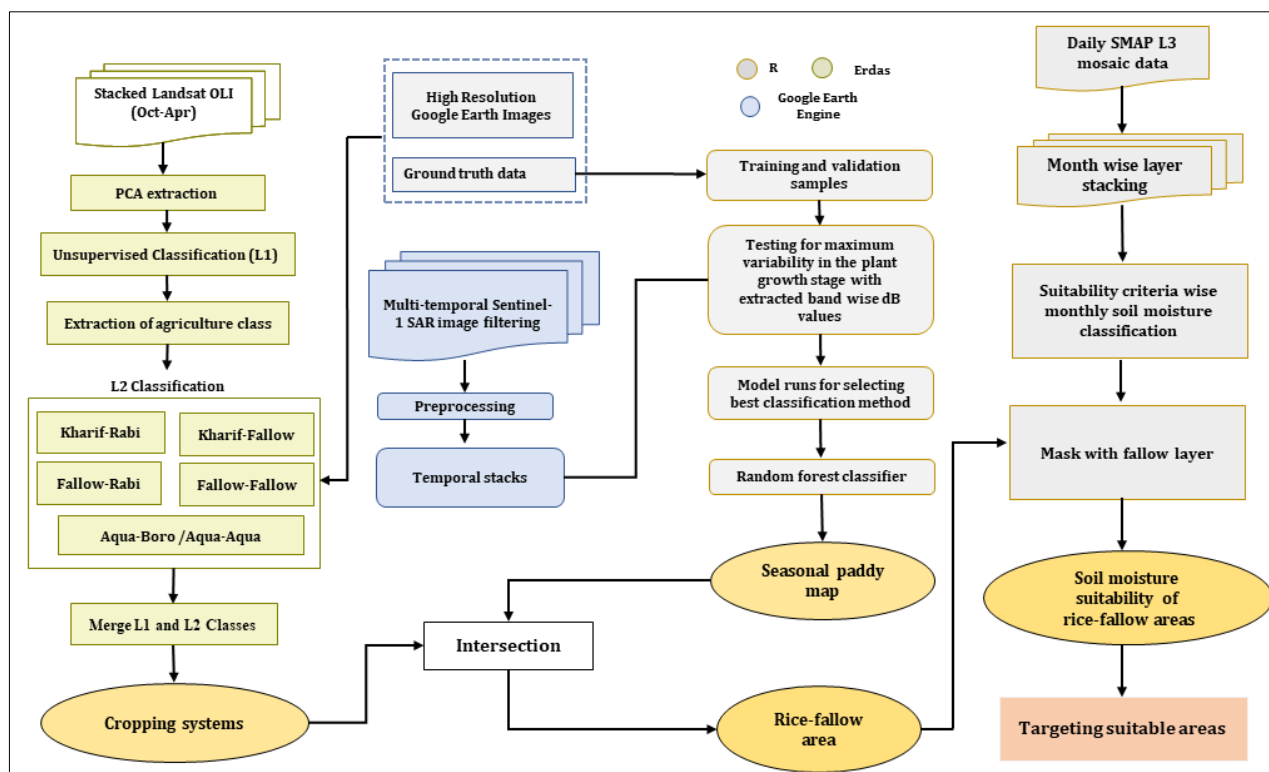 Stacked Landsat OLI
(Oct-Apr)
PCA extraction
Unsupervised Classification (L1)
Extraction of agriculture class
L2 Classification
Kharif-Rabi
Kharif-Fallow
Fallow-Rabi
Fallow-Fallow
Aqua-Boro /Aqua-Aqua
Merge L1 and L2 Classes
Cropping systems
High Resolution
Google Earth Images
Ground truth data
Multi-temporal Sentinel-
1 SAR image filtering
Preprocessing
Temporal stacks
Intersection
R
Erdas
Google Earth
Engine
Training and validation
samples
Testing for maximum
variability in the plant
growth stage with
extracted band wise dB
values
Model runs for selecting
best classification method
Random forest classifier
Seasonal paddy
map
Rice-fallow
area
Daily SMAP L3
mosaic data
Month wise layer
stacking
Suitability criteria wise
monthly soil moisture
classification
Mask with fallow layer
Soil moisture
suitability of
rice-fallow areas
Targeting suitable areas